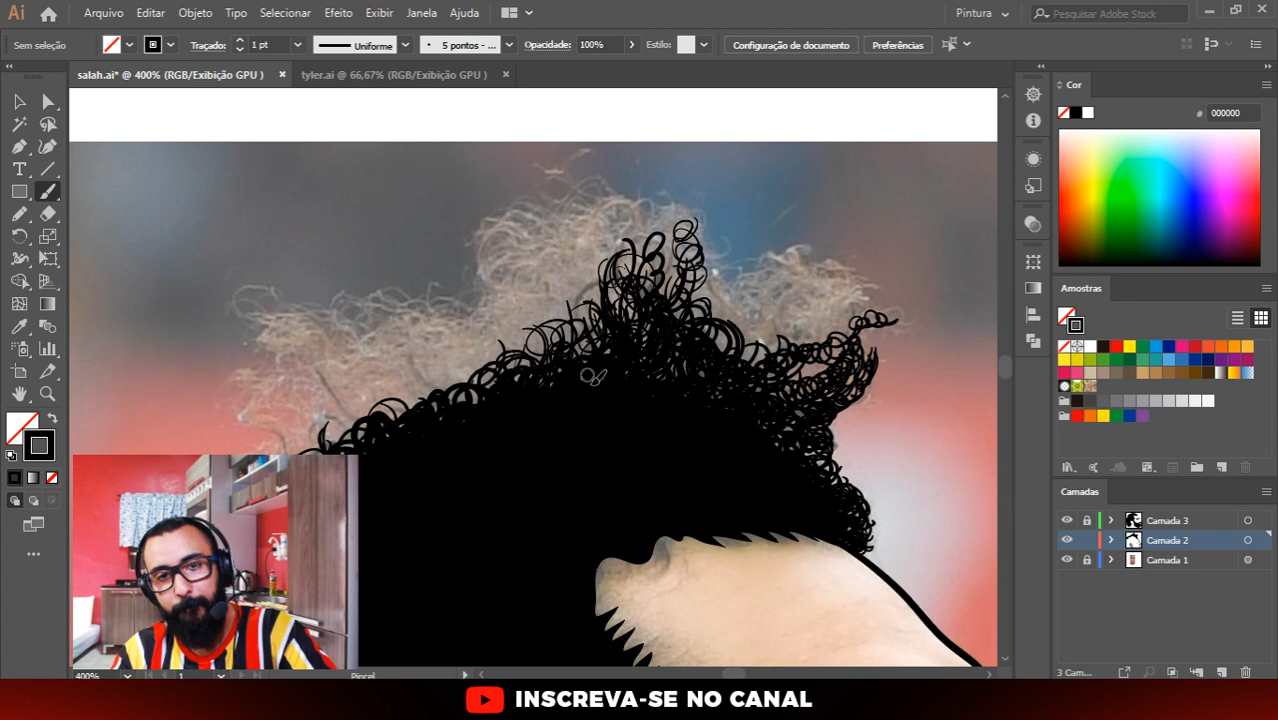 Ai
Arquivo Editar Objeto Tipo Selecionar Efeito Exibir Janela Ajuda
Pintura
Pesquisar Adobe Stock
Sem seleção
Traçado:
1 pt
Uniforme
5 pontos - ...
Opacidade:
100%
Estilo:
Configuração de documento
Preferências
salah.ai* @ 400% (RGB/Exibição GPU )
tyler.ai @ 66,67% (RGB/Exibição GPU )
Cor
# 000000
Amostras
Camadas
Camada 3
Camada 2
Camada 1
400%
1
Pincel
3 Cam...
INSCREVA-SE NO CANAL